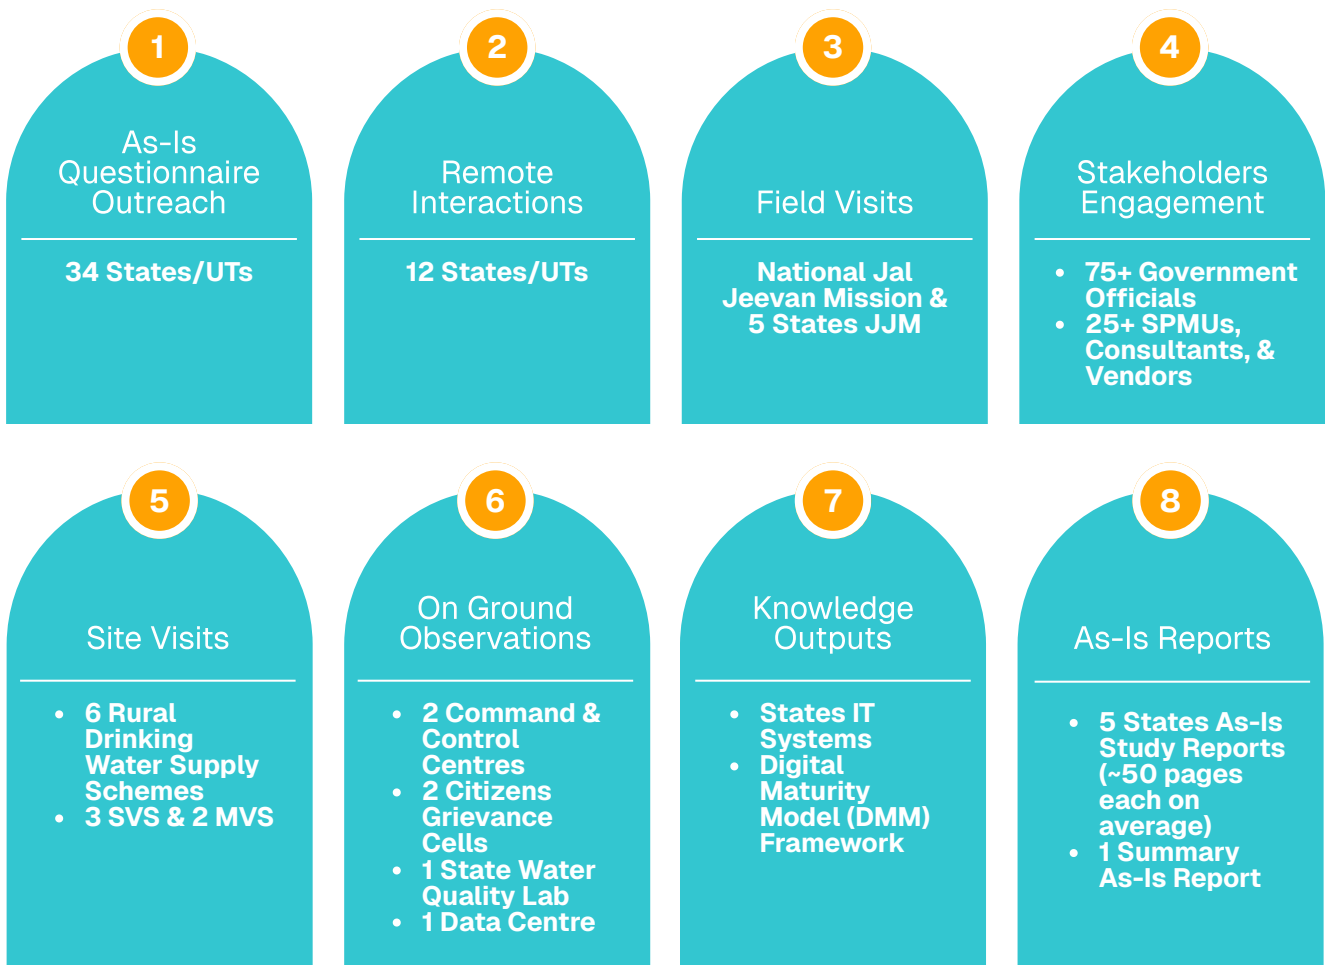 1
As-Is
Questionnaire
Outreach
34 States/UTs
2
Remote
Interactions
12 States/UTs
3
Field Visits
National Jal
Jeevan Mission &
5 States JJM
4
Stakeholders
Engagement
• 75+ Government
Officials
• 25+ SPMUs,
Consultants, &
Vendors
5
Site Visits
• 6 Rural
Drinking
Water Supply
Schemes
• 3 SVS & 2 MVS
6
On Ground
Observations
• 2 Command &
Control
Centres
• 2 Citizens
Grievance
Cells
• 1 State Water
Quality Lab
• 1 Data Centre
7
Knowledge
Outputs
• States IT
Systems
• Digital
Maturity
Model (DMM)
Framework
8
As-Is Reports
• 5 States As-Is
Study Reports
(~50 pages
each on
average)
• 1 Summary
As-Is Report